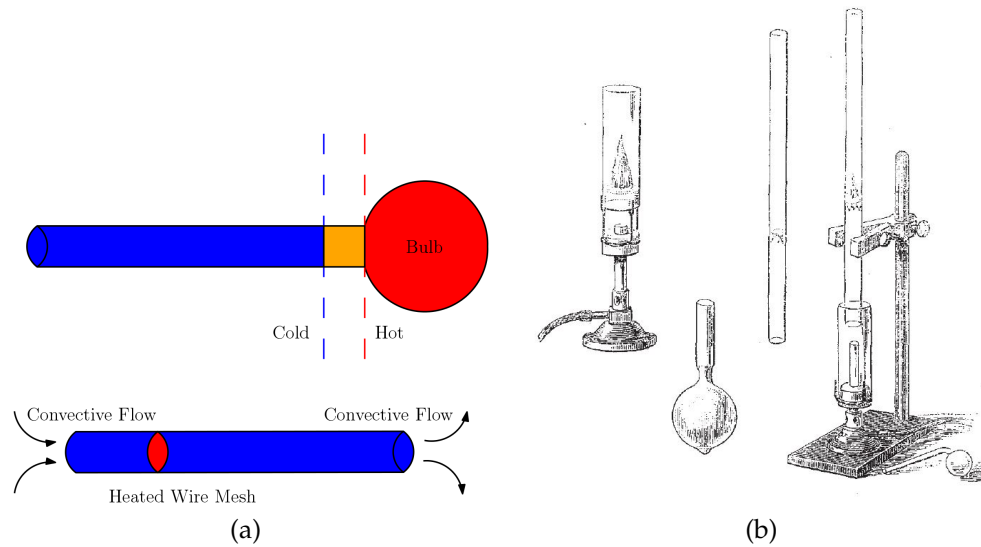 Bulb
Cold
Hot
Convective Flow
Convective Flow
Heated Wire Mesh
(a)
(b)